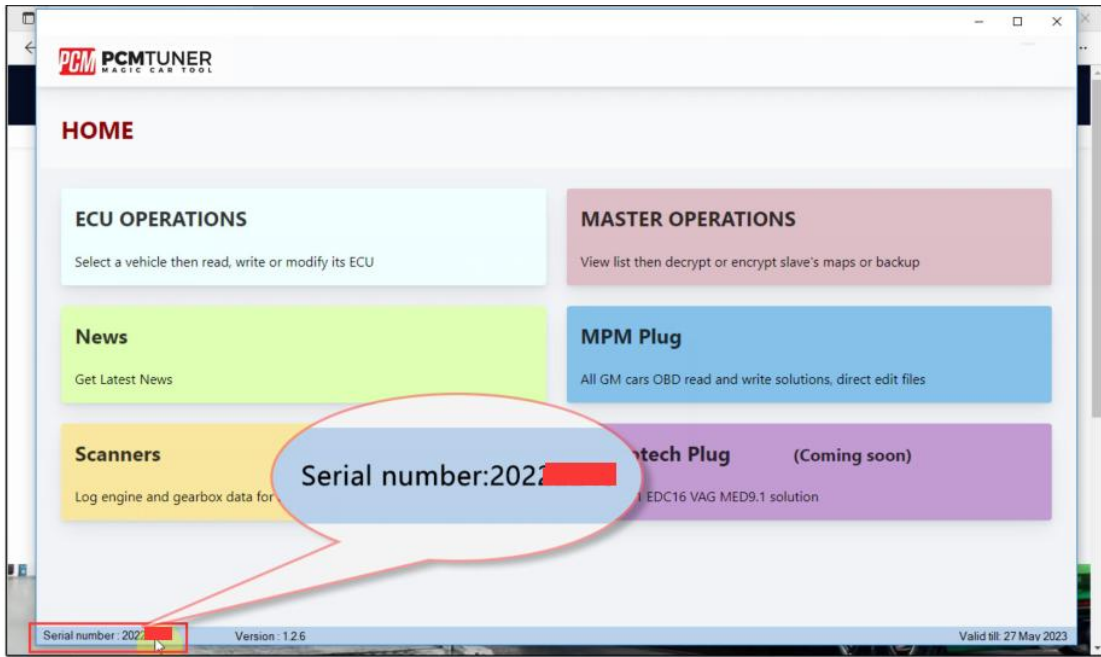 PCM PCMTUNER
MAGIC CAR TOOL
HOME
ECU OPERATIONS
Select a vehicle then read, write or modify its ECU
MASTER OPERATIONS
View list then decrypt or encrypt slave's maps or backup
News
Get Latest News
MPM Plug
All GM cars OBD read and write solutions, direct edit files
Scanners
Log engine and gearbox data for
Plug (Coming soon)
EDC16 VAG MED9.1 solution
Serial number:2022
Serial number : 202
Version : 1.2.6
Valid till: 27 May 2023